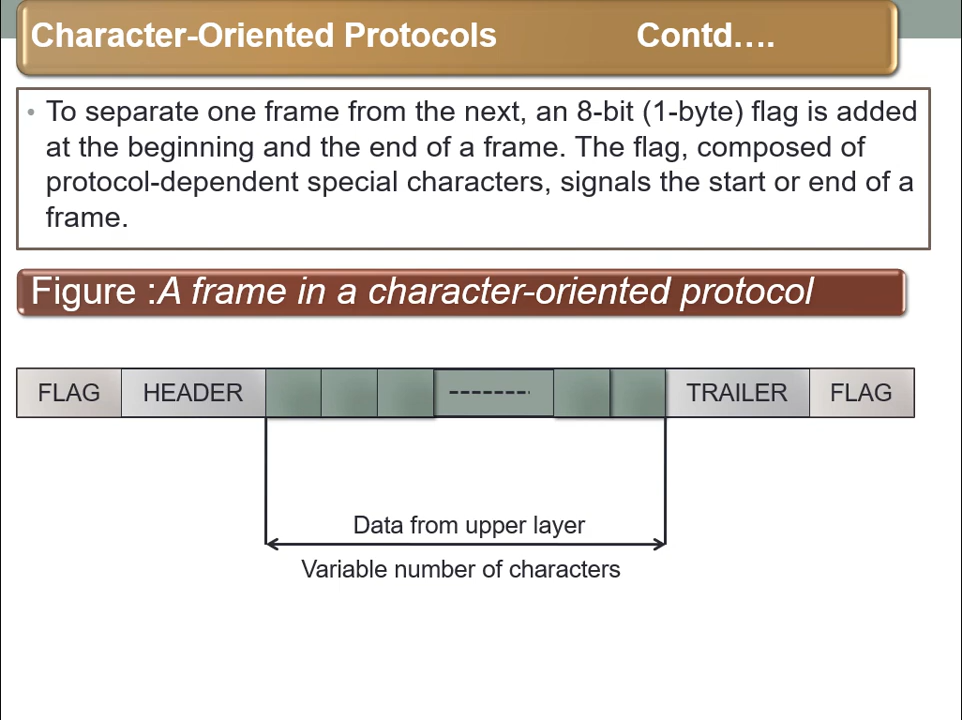 Character-Oriented Protocols Contd….
• To separate one frame from the next, an 8-bit (1-byte) flag is added
at the beginning and the end of a frame. The flag, composed of
protocol-dependent special characters, signals the start or end of a
frame.
Figure :A frame in a character-oriented protocol
FLAG HEADER ------- TRAILER FLAG
Data from upper layer
Variable number of characters